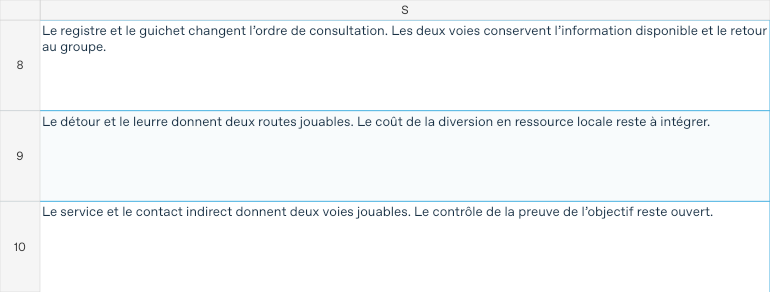 S
8
Le registre et le guichet changent l’ordre de consultation. Les deux voies conservent l’information disponible et le retour
au groupe.
9
Le détour et le leurre donnent deux routes jouables. Le coût de la diversion en ressource locale reste à intégrer.
10
Le service et le contact indirect donnent deux voies jouables. Le contrôle de la preuve de l’objectif reste ouvert.